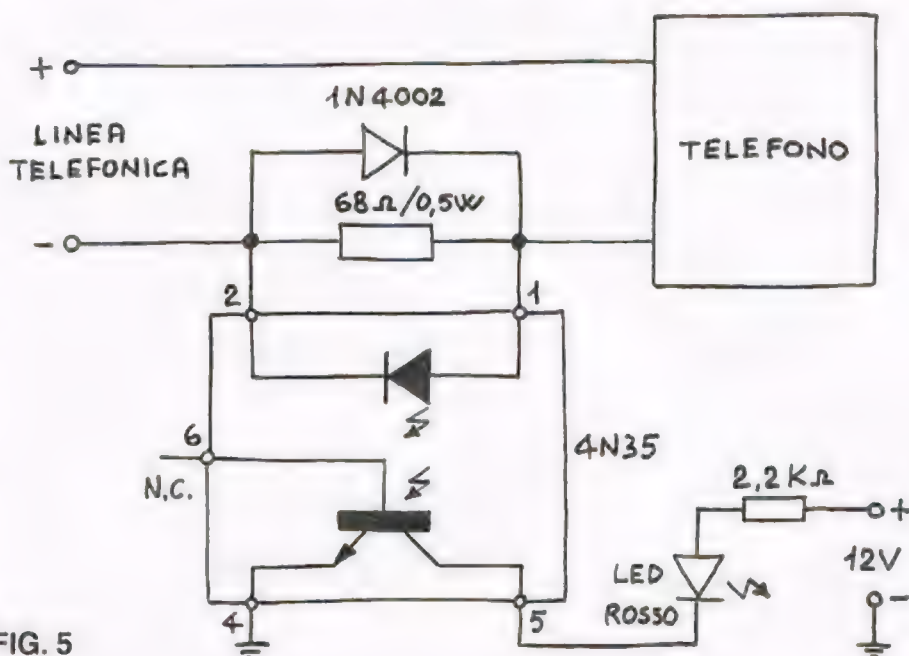 +
1N4002
LINEA
TELEFONICA
TELEFONO
68Ω/0,5W
-
2
1
6
4N35
N.C.
2,2KΩ
+
LED
ROSSO
12V
-
4
5
FIG. 5